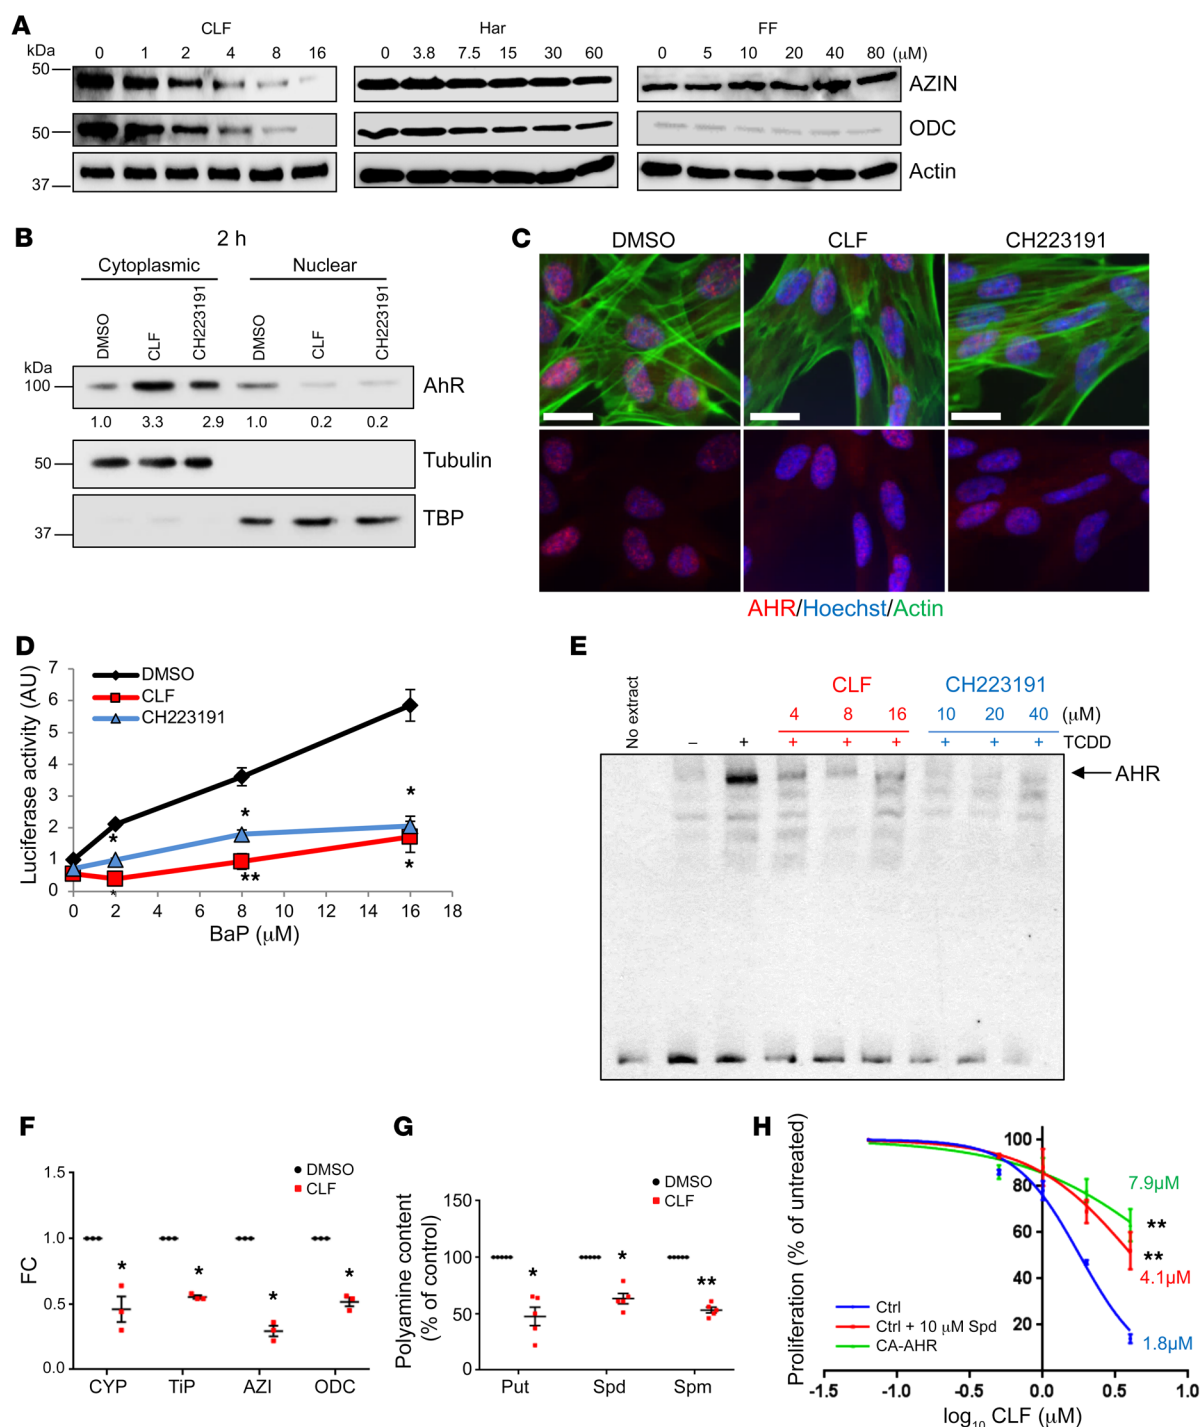 A
CLF
Har
FF
kDa
0 1 2 4 8 16
0 3.8 7.5 15 30 60
0 5 10 20 40 80 (μM)
50
AZIN
50
ODC
37
Actin
B
2 h
Cytoplasmic
Nuclear
DMSO
CLF
CH223191
DMSO
CLF
CH223191
kDa
100
AhR
1.0 3.3 2.9 1.0 0.2 0.2
50
Tubulin
37
TBP
C
DMSO
CLF
CH223191
AHR/Hoechst/Actin
D
DMSO
CLF
CH223191
Luciferase activity (AU)
7
6
5
4
3
2
1
0
*
*
*
**
*
*
0 2 4 6 8 10 12 14 16 18
BaP (μM)
E
No extract
CLF
CH223191
4 8 16 10 20 40 (μM)
– + + + + + + + TCDD
AHR
F
DMSO
CLF
FC
1.5
1.0
0.5
0.0
* * * *
CYP TiP AZI ODC
G
DMSO
CLF
Polyamine content
(% of control)
150
100
50
0
* * **
Put Spd Spm
H
Proliferation (% of untreated)
100
80
60
40
20
7.9μM
**
**
4.1μM
1.8μM
Ctrl
Ctrl + 10 μM Spd
CA-AHR
-1.5 -1.0 -0.5 0.0 0.5 1.0
log10 CLF (μM)